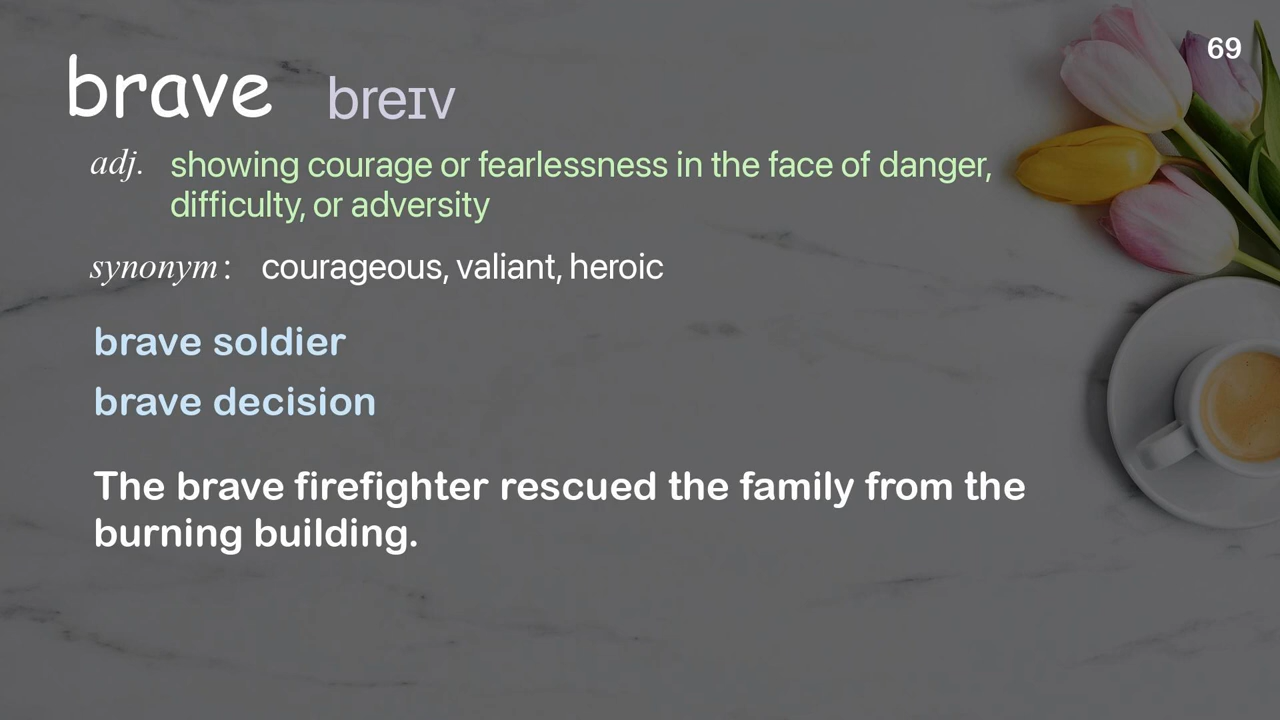 69
brave breɪv
adj. showing courage or fearlessness in the face of danger,
difficulty, or adversity
synonym: courageous, valiant, heroic
brave soldier
brave decision
The brave firefighter rescued the family from the
burning building.